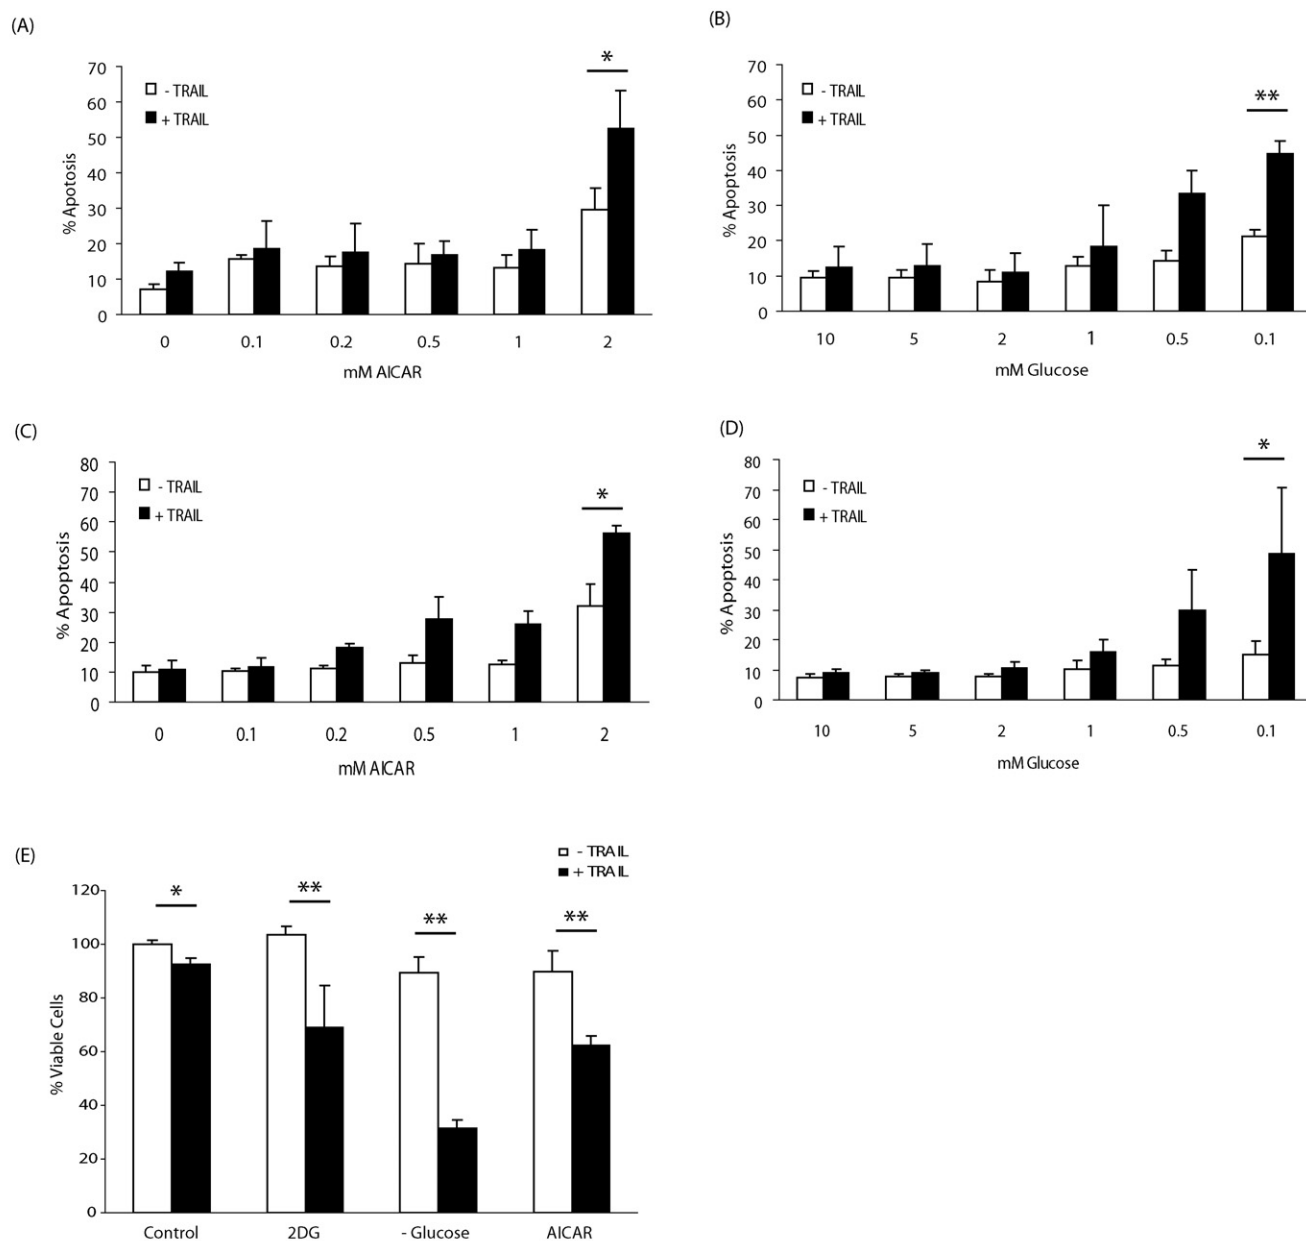 (A)
*
70
60
50
40
30
20
10
0
- TRAIL
+ TRAIL
% Apotosis
0 0.1 0.2 0.5 1 2
mM AICAR
(B)
**
70
60
50
40
30
20
10
0
- TRAIL
+ TRAIL
% Apoptosis
10 5 2 1 0.5 0.1
mM Glucose
(C)
*
80
70
60
50
40
30
20
10
0
- TRAIL
+ TRAIL
% Apoptosis
0 0.1 0.2 0.5 1 2
mM AICAR
(D)
*
80
70
60
50
40
30
20
10
0
- TRAIL
+ TRAIL
% Apoptosis
10 5 2 1 0.5 0.1
mM Glucose
(E)
- TRAIL
+ TRAIL
* ** ** **
120
100
80
60
40
20
0
% Viable Cells
Control 2DG - Glucose AICAR